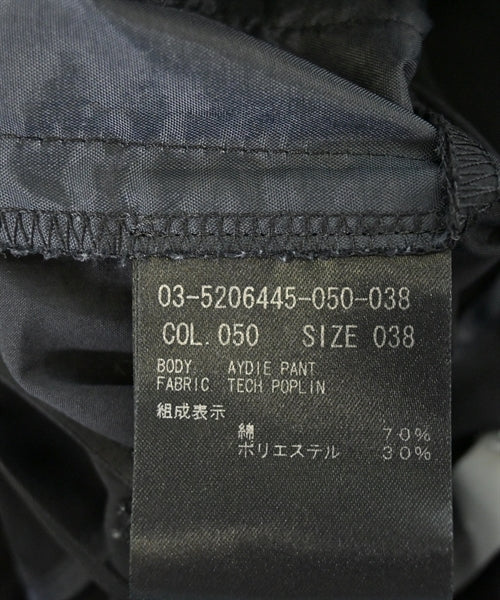 03-5206445-050-038
COL.050 SIZE 038
BODY AYDIE PANT
FABRIC TECH POPLIN
組成表示
綿 70%
ポリエステル 30%